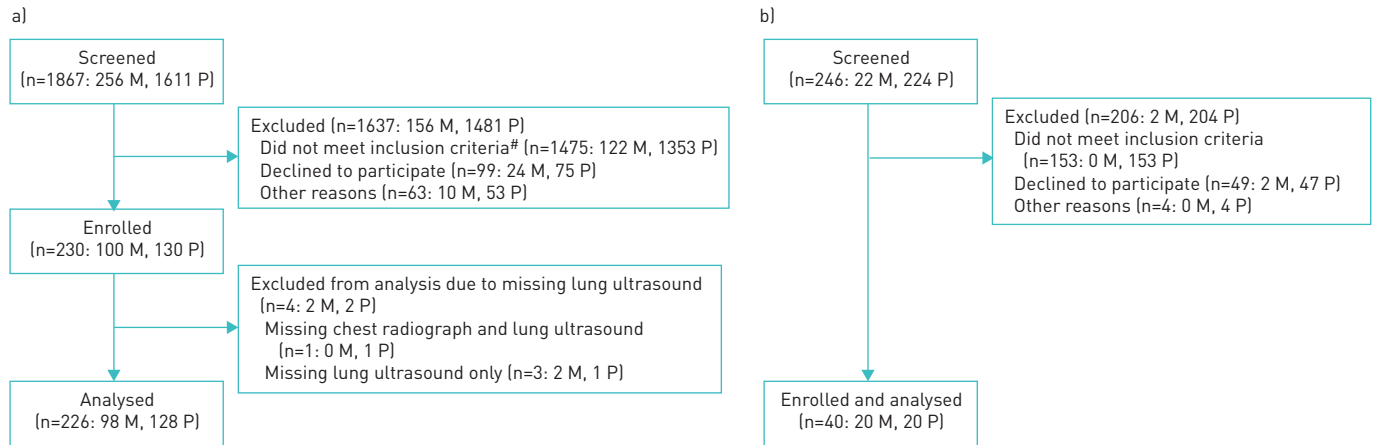 a)
Screened
(n=1867: 256 M, 1611 P)
Excluded (n=1637: 156 M, 1481 P)
Did not meet inclusion criteria# (n=1475: 122 M, 1353 P)
Declined to participate (n=99: 24 M, 75 P)
Other reasons (n=63: 10 M, 53 P)
Enrolled
(n=230: 100 M, 130 P)
Excluded from analysis due to missing lung ultrasound
(n=4: 2 M, 2 P)
Missing chest radiograph and lung ultrasound
(n=1: 0 M, 1 P)
Missing lung ultrasound only (n=3: 2 M, 1 P)
Analysed
(n=226: 98 M, 128 P)
b)
Screened
(n=246: 22 M, 224 P)
Excluded (n=206: 2 M, 204 P)
Did not meet inclusion criteria
(n=153: 0 M, 153 P)
Declined to participate (n=49: 2 M, 47 P)
Other reasons (n=4: 0 M, 4 P)
Enrolled and analysed
(n=40: 20 M, 20 P)